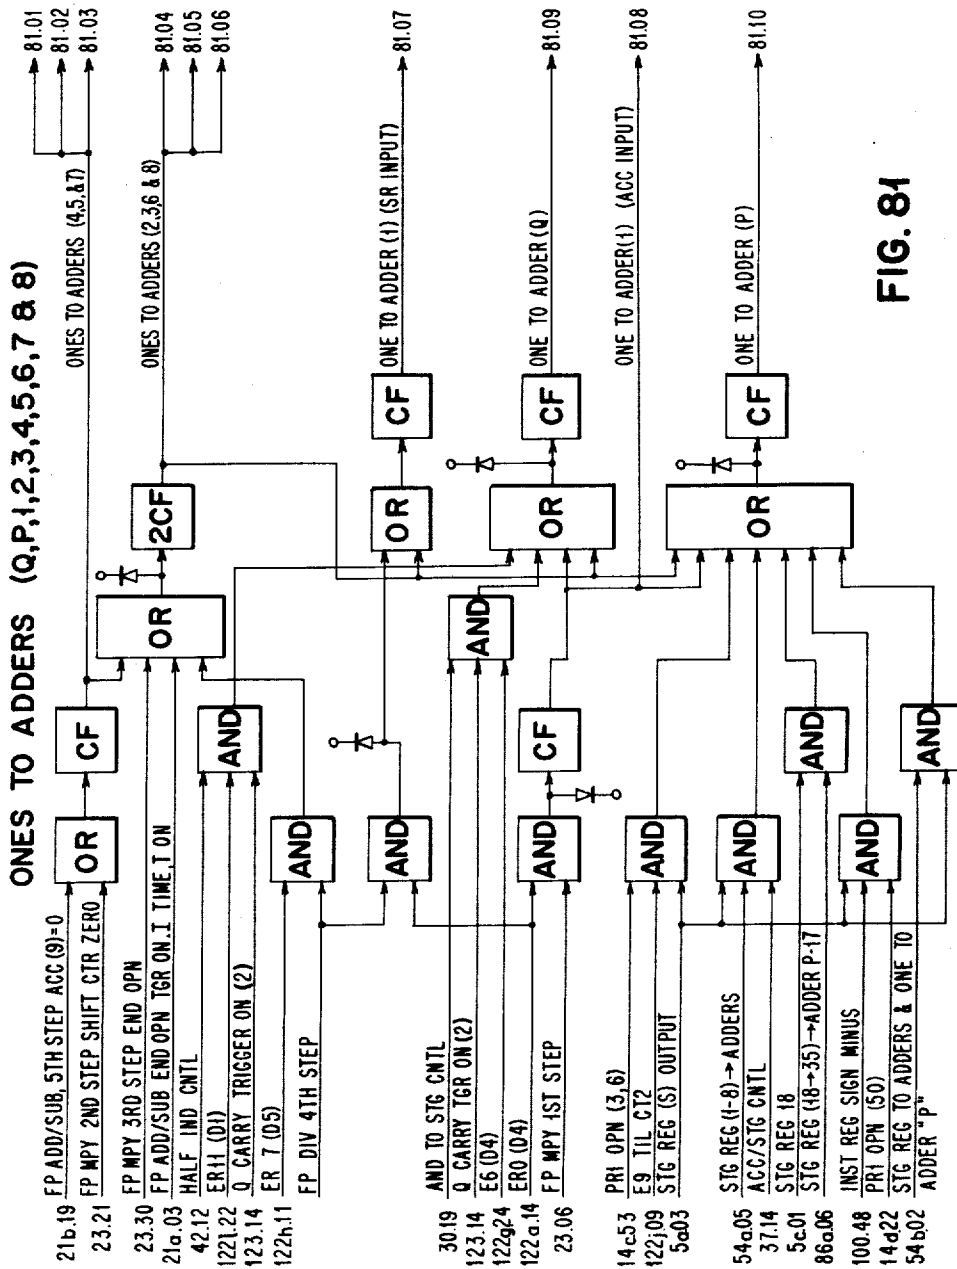 ONES TO ADDERS (Q,P,1,2,3,4,5,6,7 & 8)
21b.19 FP ADD/SUB, 5TH STEP ACC(9)=0
23.21 FP MPY 2ND STEP SHIFT CTR ZERO
23.30 FP MPY 3RD STEP END OPN
21a.03 FP ADD/SUB END OPN TGR ON. I TIME, T ON
42.12 HALF IND CNTL
122l.22 ER11 (D1)
123.14 Q CARRY TRIGGER ON (2)
122h.11 ER 7 (D5)
FP DIV 4TH STEP
30.19 AND TO STG CNTL
123.14 Q CARRY TGR ON (2)
122g24 E6 (D4)
122a.14 ER0 (D4)
23.06 FP MPY 1ST STEP
14c53 PR1 OPN (3,6)
122j.09 E9 TIL CT2
5a03 STG REG (S) OUTPUT
54a.05 STG REG (1-8)→ADDERS
37.14 ACC/STG CNTL
5c.01 STG REG 18
86a.06 STG REG (18→35)→ADDER P-17
100.48 INST REG SIGN MINUS
14d.22 PR1 OPN (50)
54b.02 STG REG TO ADDERS & ONE TO
ADDER "P"
OR
CF
OR
2CF
AND
AND
AND
AND
CF
AND
OR
CF
OR
CF
AND
AND
AND
AND
AND
OR
CF
ONES TO ADDERS (4,5,&7)
81.01
81.02
81.03
ONES TO ADDERS (2,3,6 & 8)
81.04
81.05
81.06
ONE TO ADDER (1) (SR INPUT)
81.07
ONE TO ADDER (Q)
81.09
ONE TO ADDER(1) (ACC INPUT)
81.08
ONE TO ADDER (P)
81.10
FIG. 81